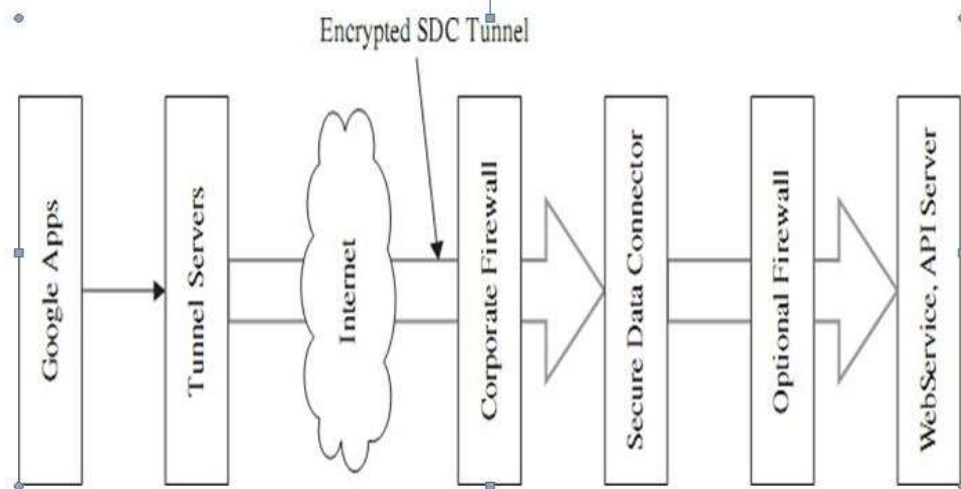 Encrypted SDC Tunnel
Google Apps
Tunnel Servers
Internet
Corporate Firewall
Secure Data Connector
Optional Firewall
WebService, API Server